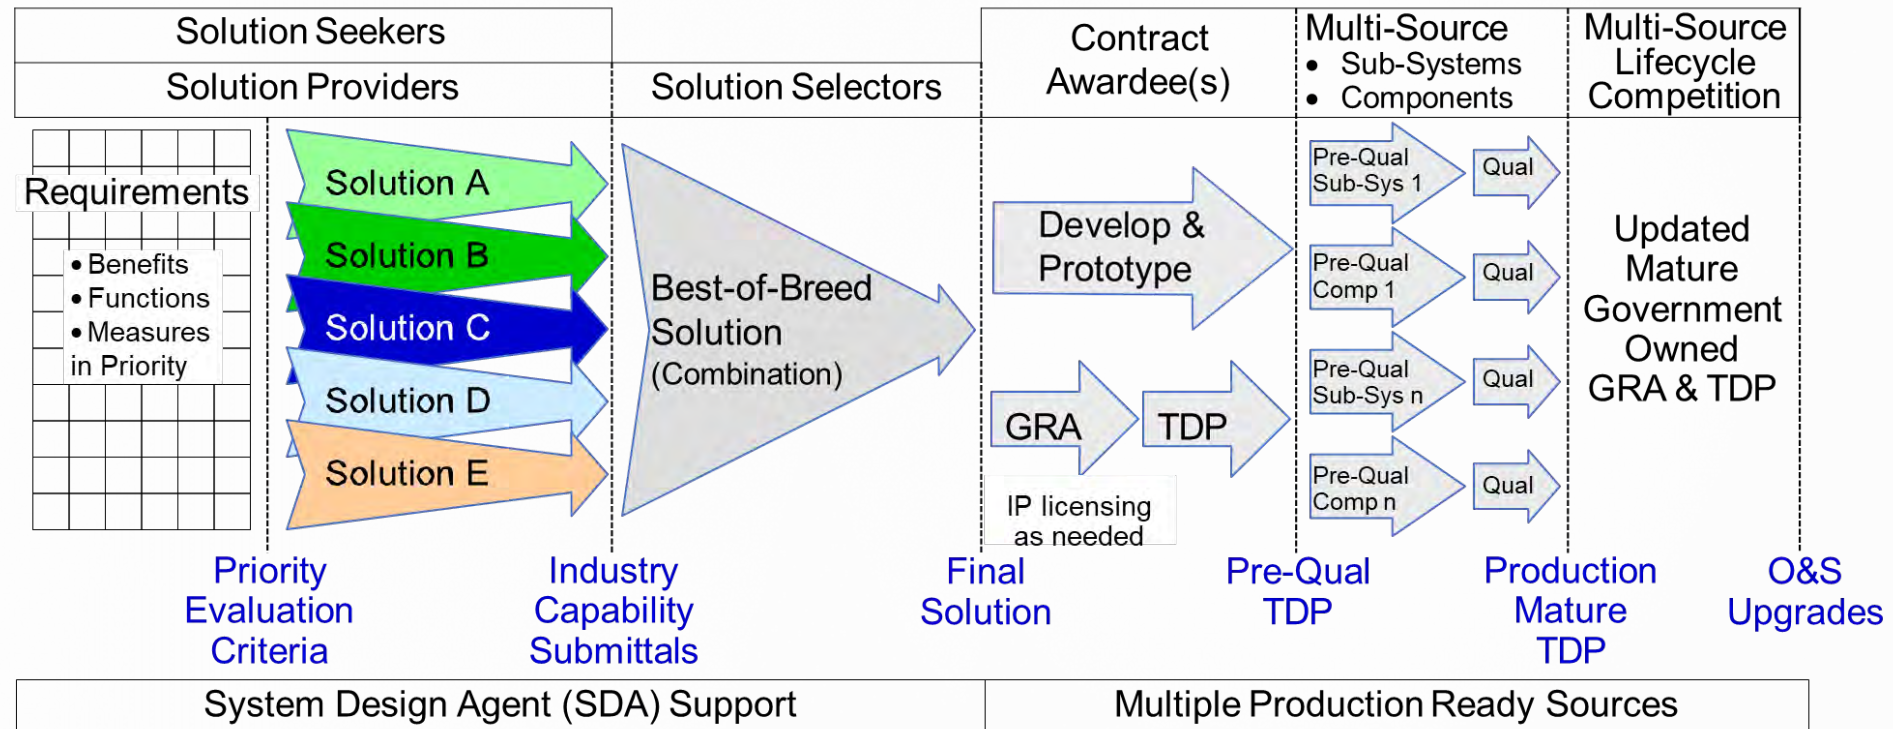 Solution Seekers
Solution Providers
Solution Selectors
Contract
Awardee(s)
Multi-Source
• Sub-Systems
• Components
Multi-Source
Lifecycle
Competition
Requirements
• Benefits
• Functions
• Measures
in Priority
Solution A
Solution B
Solution C
Solution D
Solution E
Best-of-Breed
Solution
(Combination)
Develop &
Prototype
GRA
TDP
IP licensing
as needed
Pre-Qual
Sub-Sys 1
Qual
Pre-Qual
Comp 1
Qual
Pre-Qual
Sub-Sys n
Qual
Pre-Qual
Comp n
Qual
Updated
Mature
Government
Owned
GRA & TDP
Priority
Evaluation
Criteria
Industry
Capability
Submittals
Final
Solution
Pre-Qual
TDP
Production
Mature
TDP
O&S
Upgrades
System Design Agent (SDA) Support
Multiple Production Ready Sources